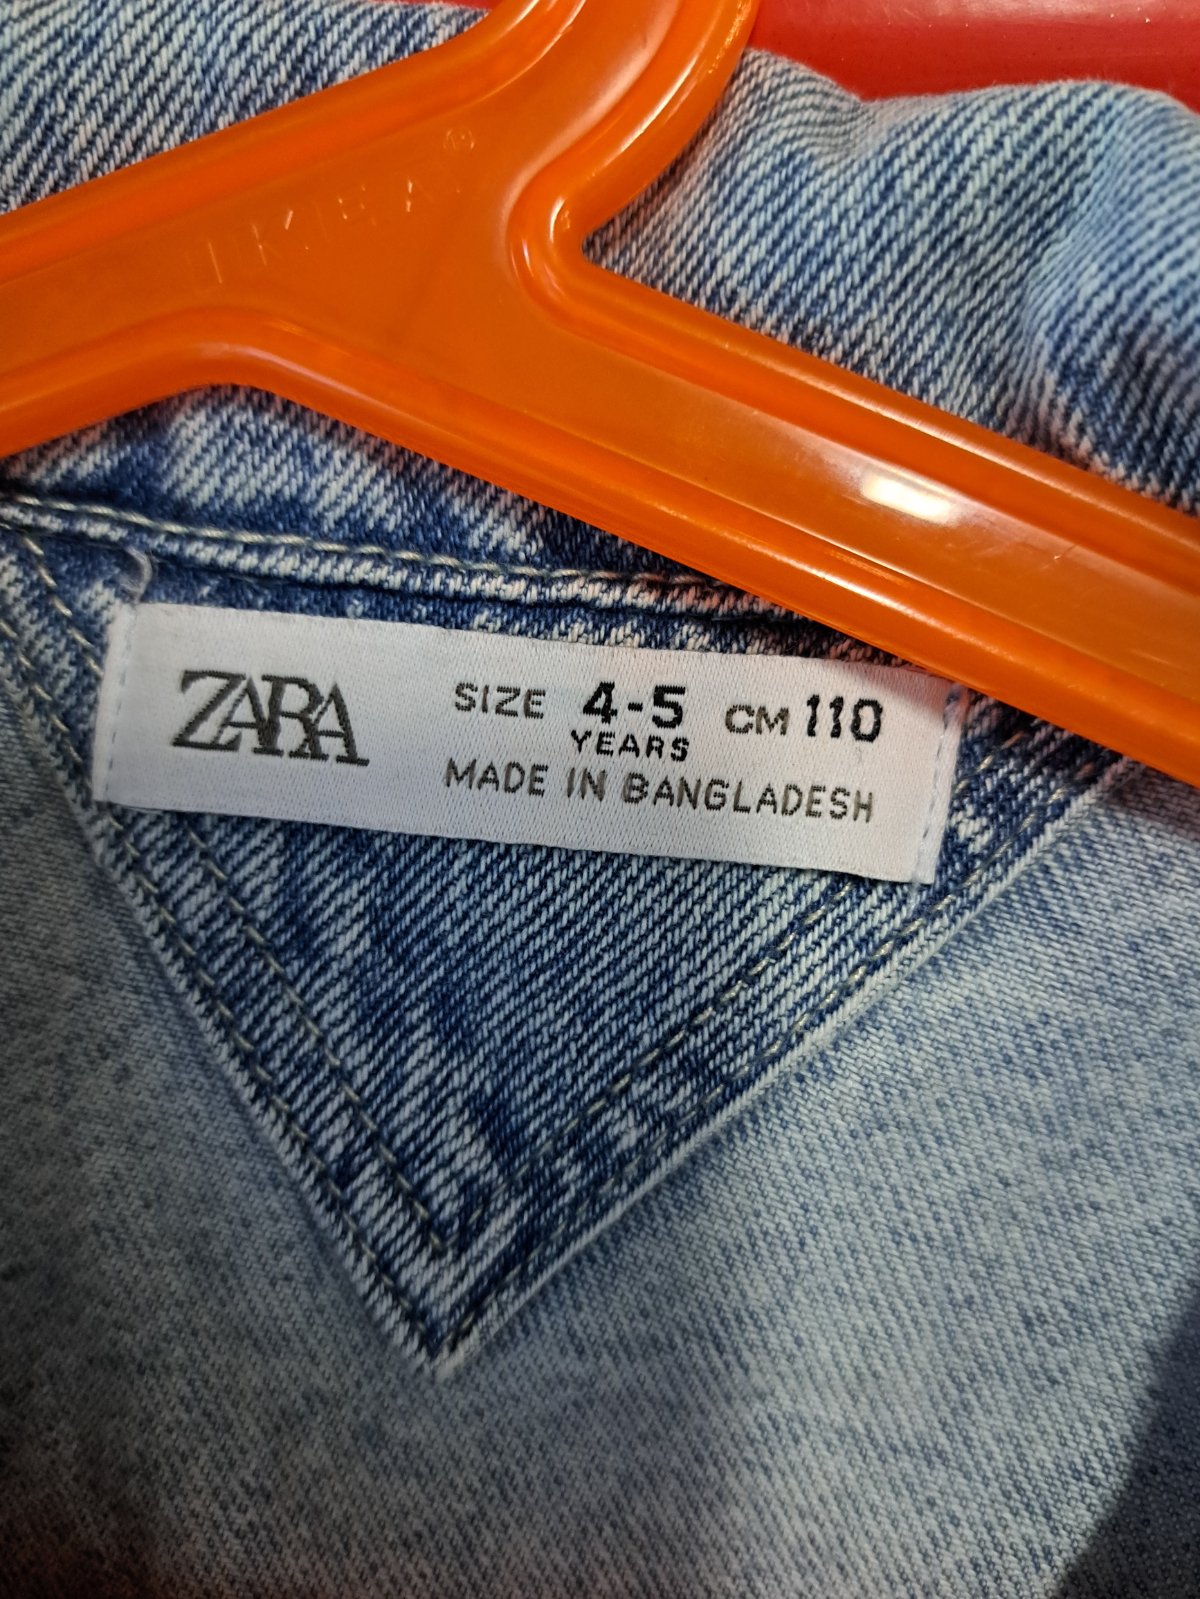 ZARA
SIZE 4-5 CM 110
YEARS
MADE IN BANGLADESH